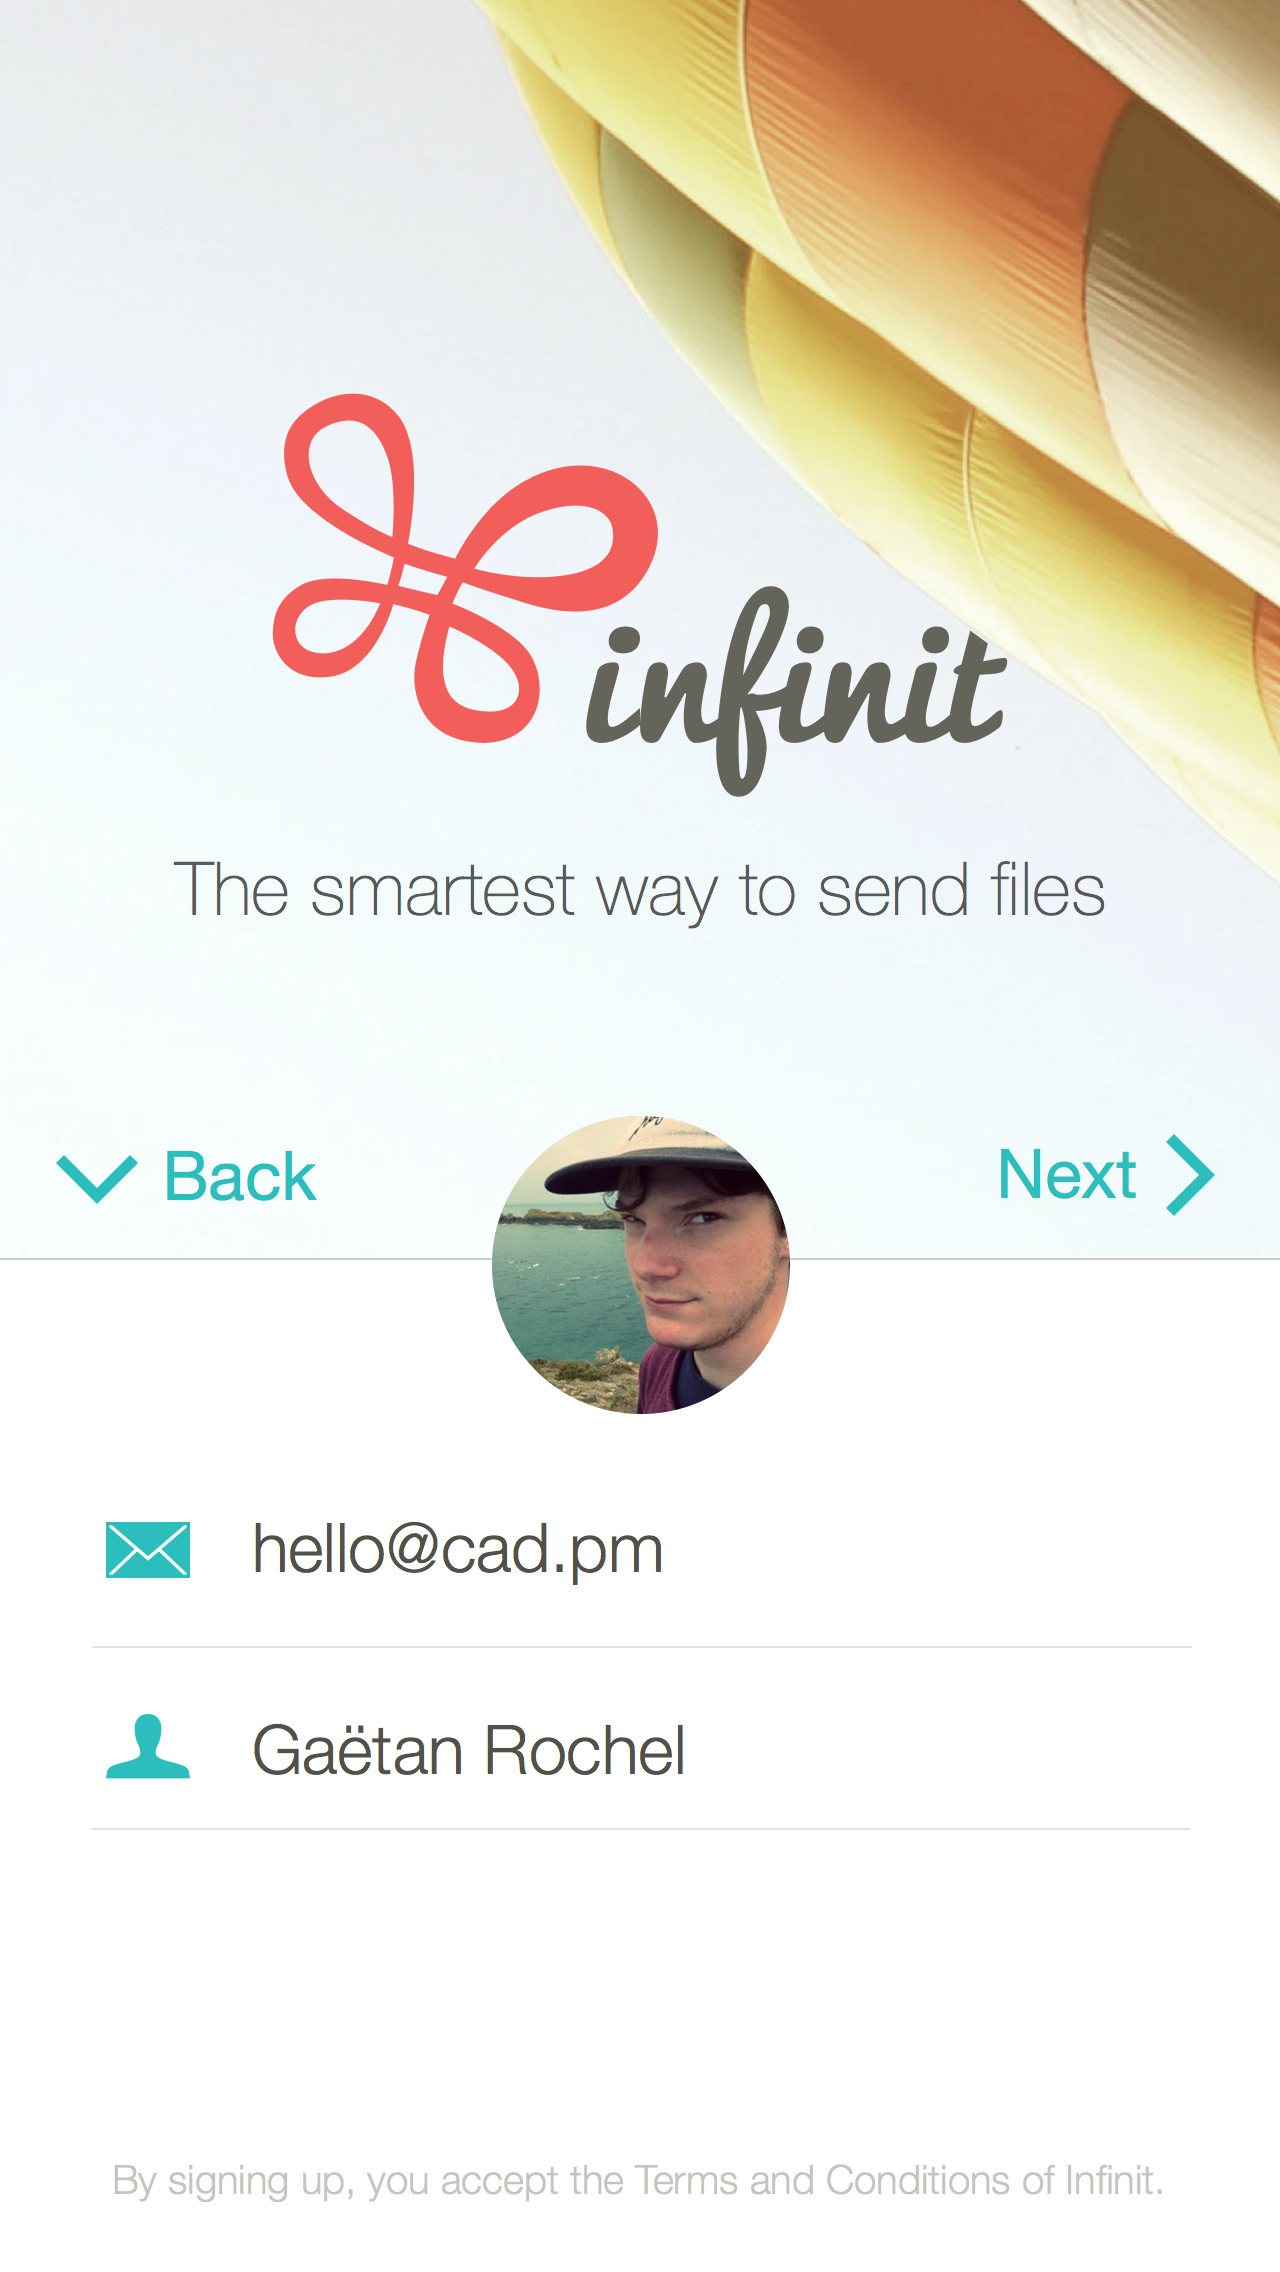 infinit
The smartest way to send files
Back
Next
hello@cad.pm
Gaëtan Rochel
By signing up, you accept the Terms and Conditions of Infinit.